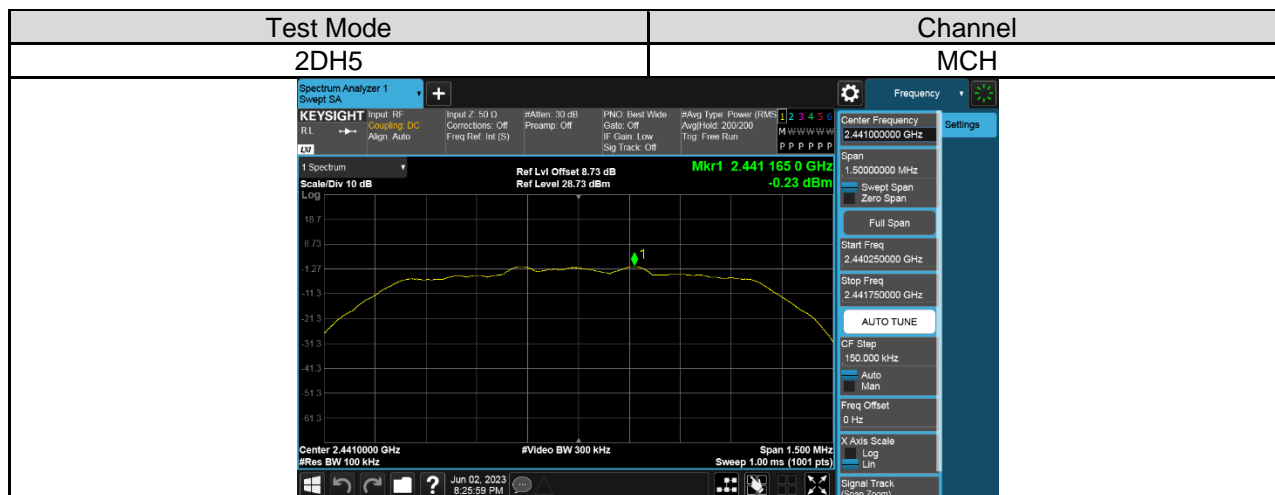 Test Mode Channel
2DH5 MCH
Spectrum Analyzer 1
Swept SA
Frequency
KEYSIGHT
R L
LXI
Input: RF
Coupling: DC
Align: Auto
Input Z: 50 Ω
Corrections: Off
Freq Ref: Int (S)
#Atten: 30 dB
Preamp: Off
PNO: Best Wide
Gate: Off
IF Gain: Low
Sig Track: Off
#Avg Type: Power (RMS
Avg|Hold: 200/200
Trig: Free Run
1 2 3 4 5 6
M W W W W W
P P P P P P
1 Spectrum
Scale/Div 10 dB
Log
Ref Lvl Offset 8.73 dB
Ref Level 28.73 dBm
Mkr1 2.441 165 0 GHz
-0.23 dBm
18.7
8.73
-1.27
-11.3
-21.3
-31.3
-41.3
-51.3
-61.3
1
Center 2.4410000 GHz
#Res BW 100 kHz
#Video BW 300 kHz
Span 1.500 MHz
Sweep 1.00 ms (1001 pts)
Jun 02, 2023
8:25:59 PM
Center Frequency
2.441000000 GHz
Settings
Span
1.50000000 MHz
Swept Span
Zero Span
Full Span
Start Freq
2.440250000 GHz
Stop Freq
2.441750000 GHz
AUTO TUNE
CF Step
150.000 kHz
Auto
Man
Freq Offset
0 Hz
X Axis Scale
Log
Lin
Signal Track
(Span Zoom)